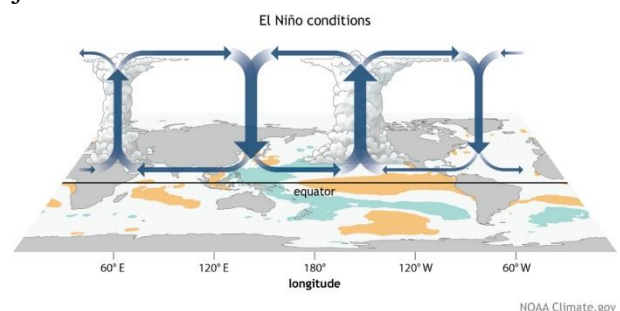 El Niño conditions
equator
60° E 120° E 180° 120° W 60° W
longitude
NOAA Climate.gov